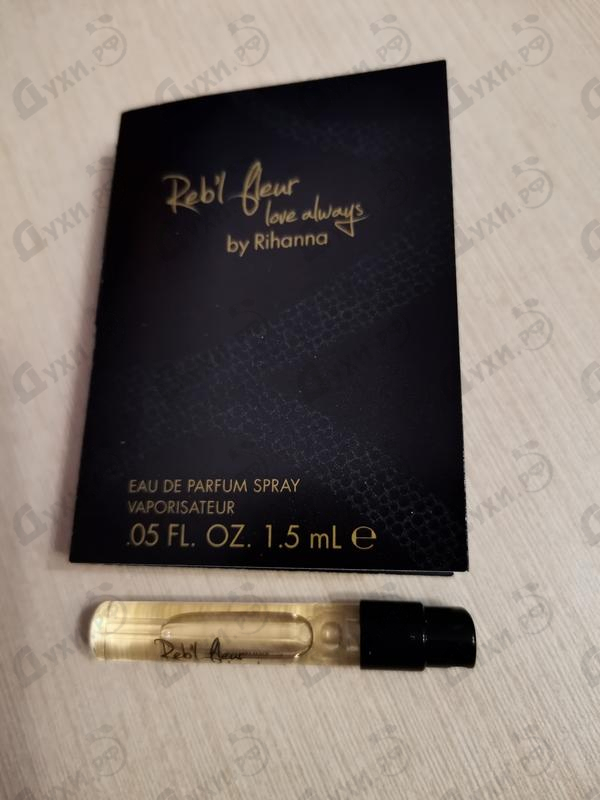 Reb'l fleur
love always
by Rihanna
EAU DE PARFUM SPRAY
VAPORISATEUR
.05 FL. OZ. 1.5 mL ℮
Reb'l fleur
Духи.РФ